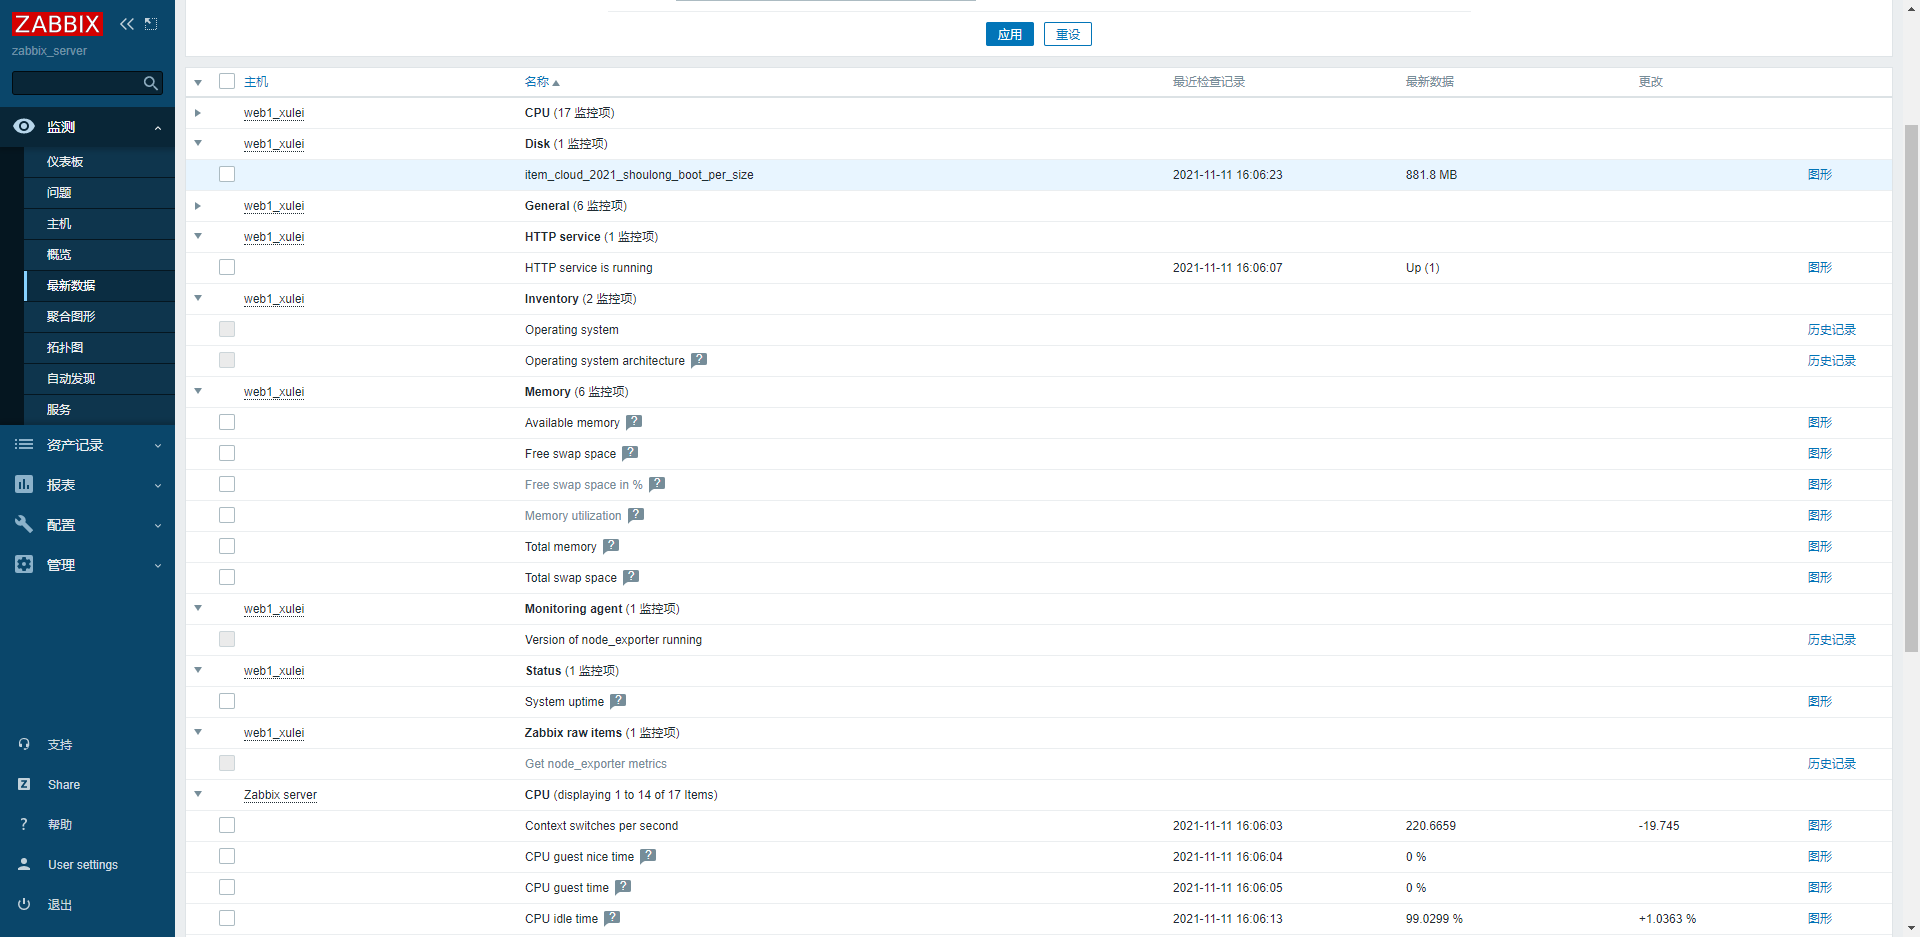 ZABBIX
zabbix_server
监测
仪表板
问题
主机
概览
最新数据
聚合图形
拓扑图
自动发现
服务
资产记录
报表
配置
管理
支持
Share
帮助
User settings
退出
应用 重设
主机 名称 最近检查记录 最新数据 更改
web1_xulei CPU (17 监控项)
web1_xulei Disk (1 监控项)
item_cloud_2021_shoulong_boot_per_size 2021-11-11 16:06:23 881.8 MB 图形
web1_xulei General (6 监控项)
web1_xulei HTTP service (1 监控项)
HTTP service is running 2021-11-11 16:06:07 Up (1) 图形
web1_xulei Inventory (2 监控项)
Operating system 历史记录
Operating system architecture ? 历史记录
web1_xulei Memory (6 监控项)
Available memory ? 图形
Free swap space ? 图形
Free swap space in % ? 图形
Memory utilization ? 图形
Total memory ? 图形
Total swap space ? 图形
web1_xulei Monitoring agent (1 监控项)
Version of node_exporter running 历史记录
web1_xulei Status (1 监控项)
System uptime ? 图形
web1_xulei Zabbix raw items (1 监控项)
Get node_exporter metrics 历史记录
Zabbix server CPU (displaying 1 to 14 of 17 Items)
Context switches per second 2021-11-11 16:06:03 220.6659 -19.745 图形
CPU guest nice time ? 2021-11-11 16:06:04 0 % 图形
CPU guest time ? 2021-11-11 16:06:05 0 % 图形
CPU idle time ? 2021-11-11 16:06:13 99.0299 % +1.0363 % 图形